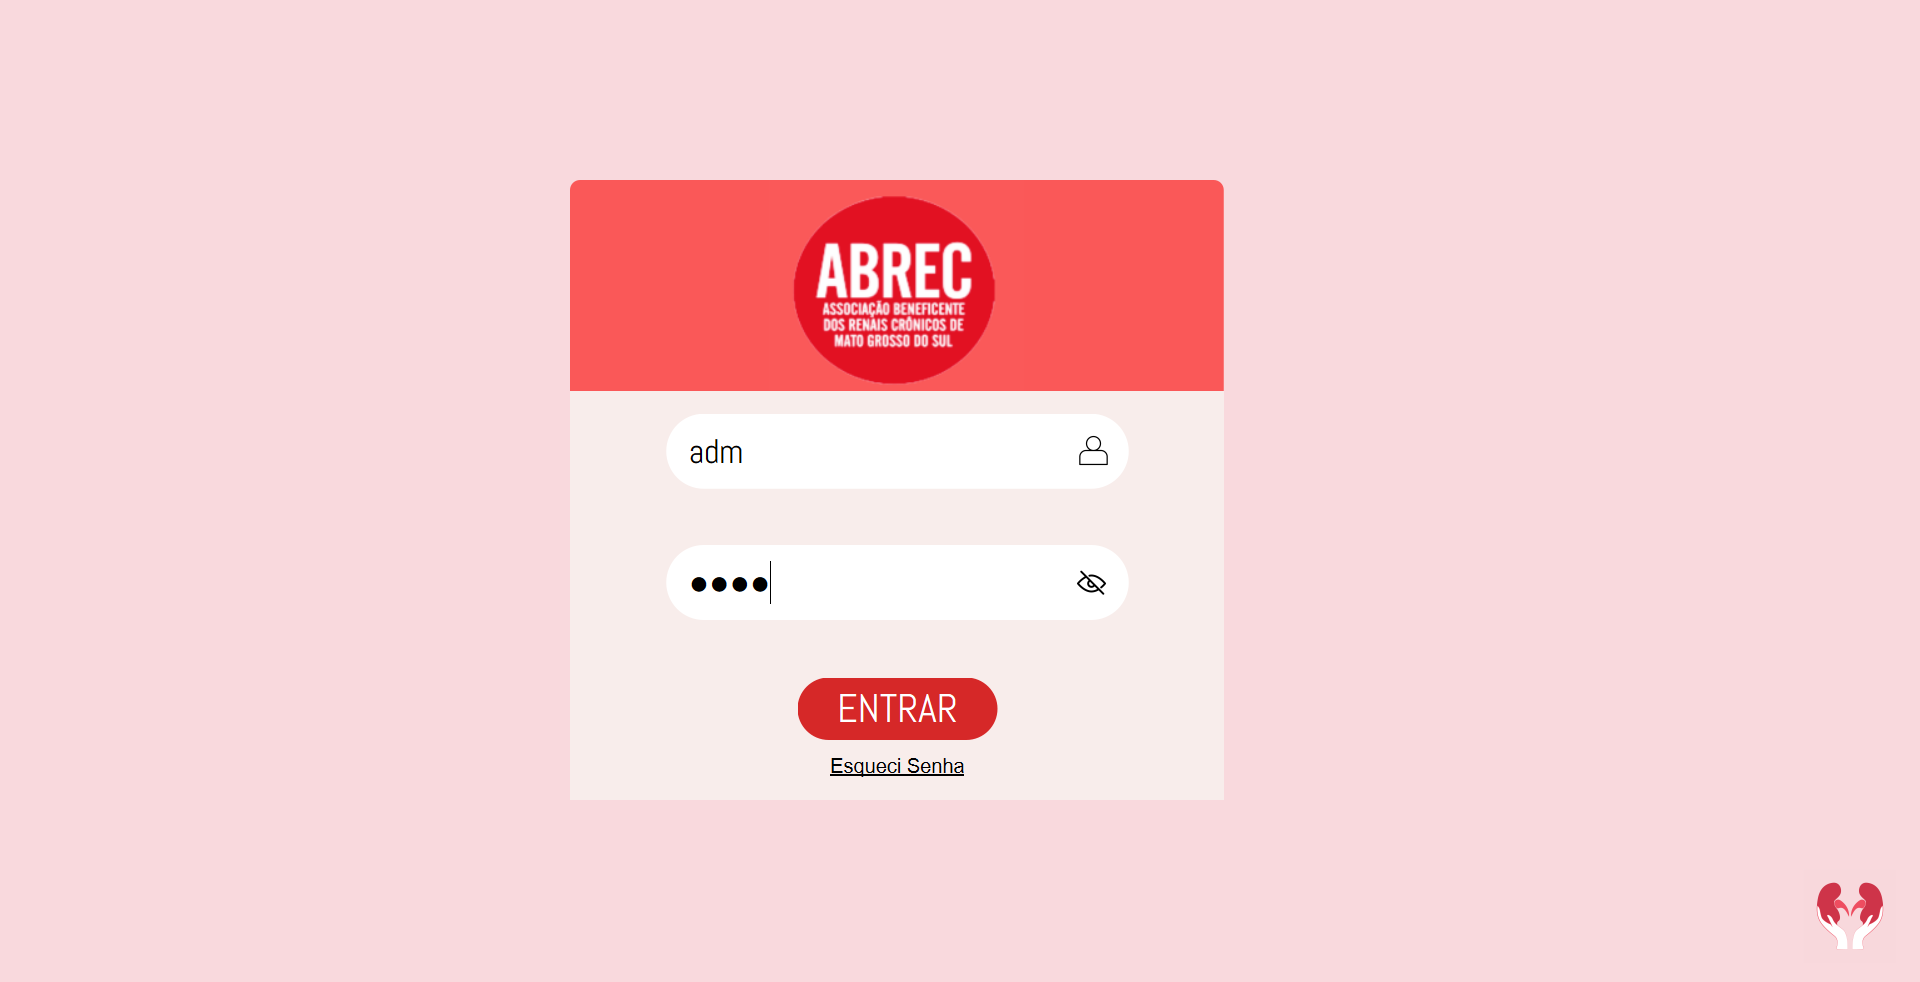 ABREC
ASSOCIAÇÃO BENEFICENTE
DOS RENAIS CRÔNICOS DE
MATO GROSSO DO SUL
adm
●●●●
ENTRAR
Esqueci Senha